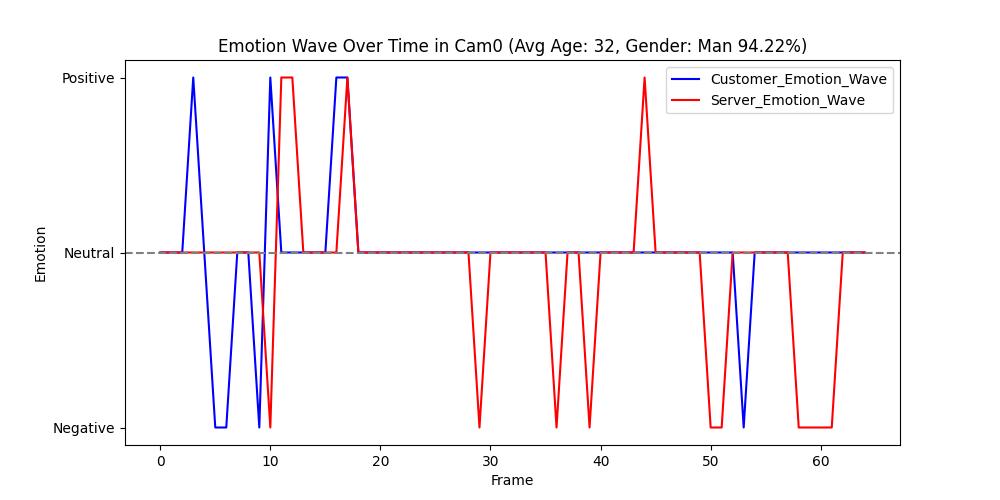 Emotion Wave Over Time in Cam0 (Avg Age: 32, Gender: Man 94.22%)
Customer_Emotion_Wave
Server_Emotion_Wave
Emotion
Positive
Neutral
Negative
0 10 20 30 40 50 60
Frame